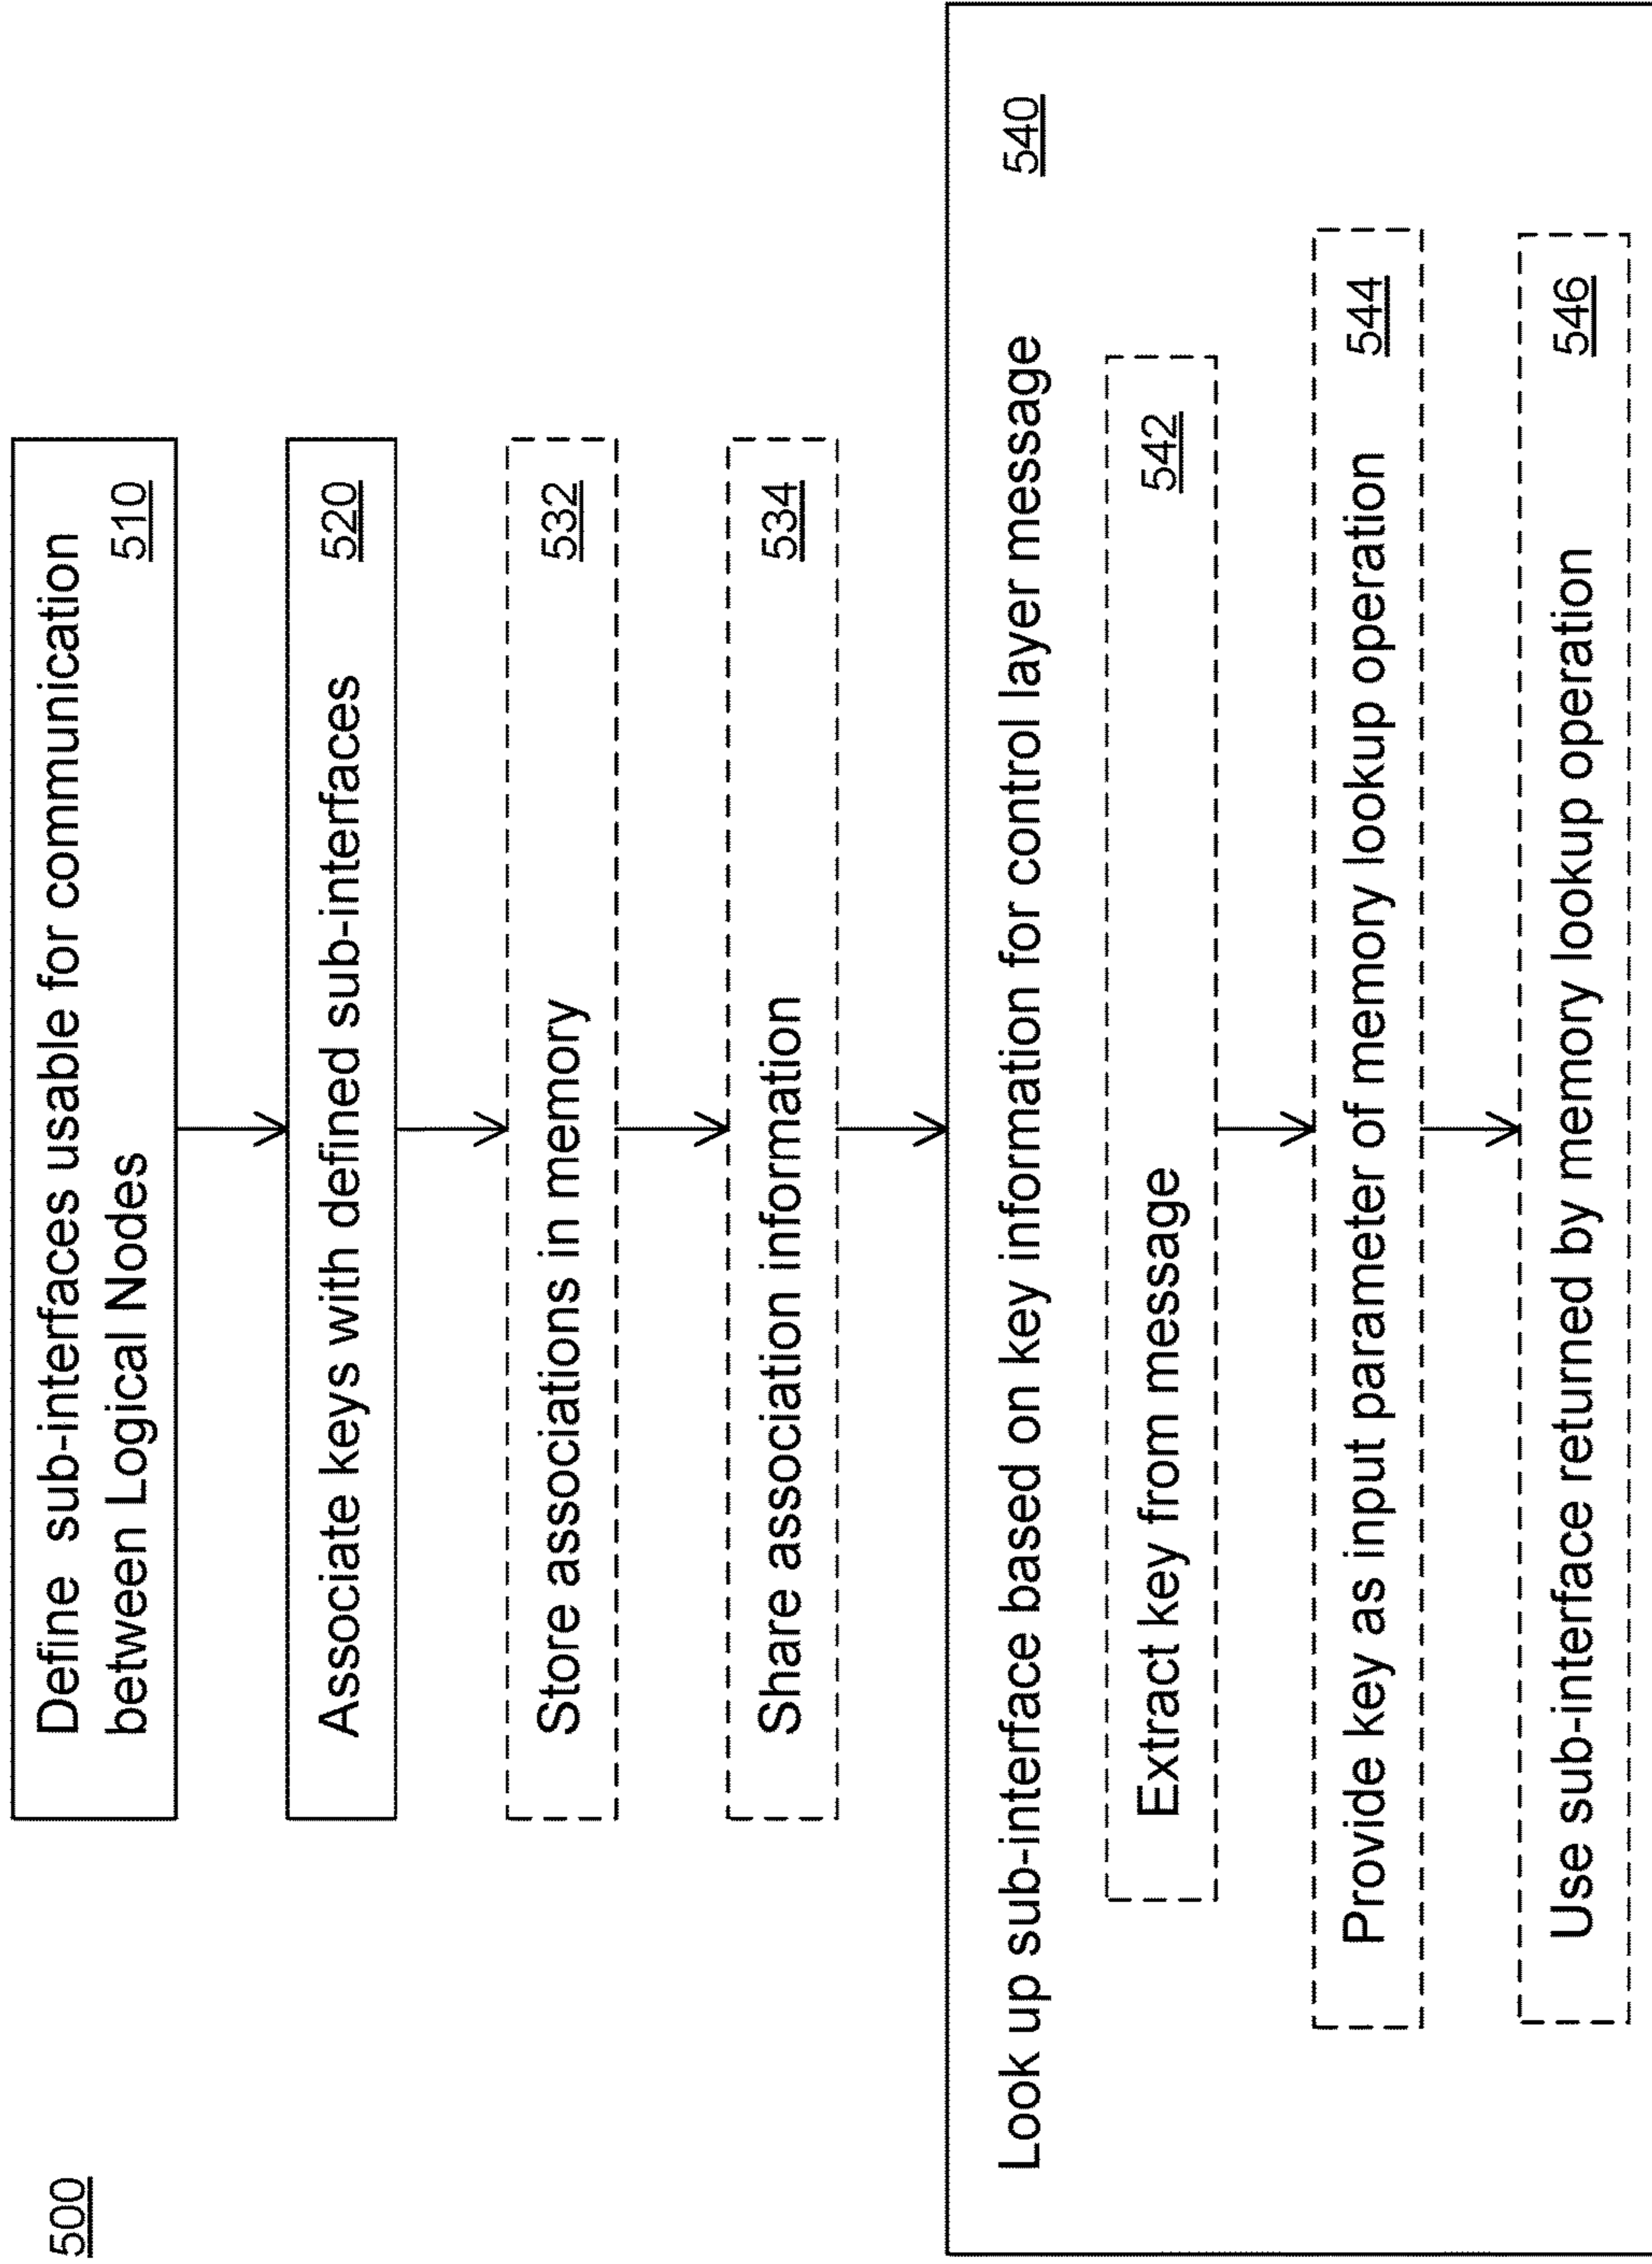 500
Define sub-interfaces usable for communication
between Logical Nodes 510
Associate keys with defined sub-interfaces 520
Store associations in memory 532
Share association information 534
Look up sub-interface based on key information for control layer message 540
Extract key from message 542
Provide key as input parameter of memory lookup operation 544
Use sub-interface returned by memory lookup operation 546